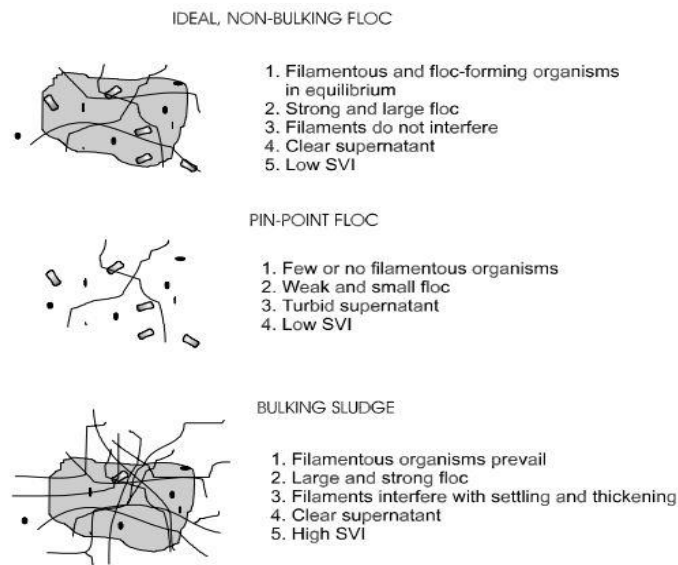 IDEAL, NON-BULKING FLOC
1. Filamentous and floc-forming organisms
in equilibrium
2. Strong and large floc
3. Filaments do not interfere
4. Clear supernatant
5. Low SVI
PIN-POINT FLOC
1. Few or no filamentous organisms
2. Weak and small floc
3. Turbid supernatant
4. Low SVI
BULKING SLUDGE
1. Filamentous organisms prevail
2. Large and strong floc
3. Filaments interfere with settling and thickening
4. Clear supernatant
5. High SVI